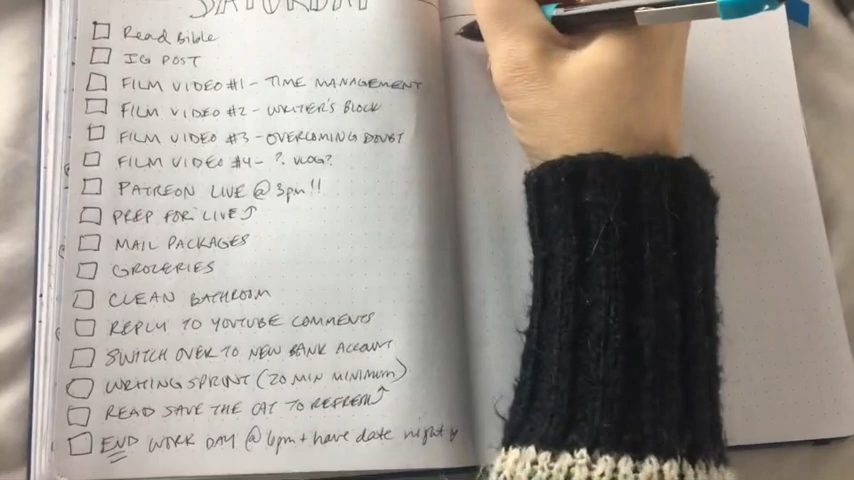 SATURDAY
Read Bible
IG POST
FILM VIDEO #1 - TIME MANAGEMENT
FILM VIDEO #2 - WRITER'S BLOCK
FILM VIDEO #3 - OVERCOMING DOUBT
FILM VIDEO #4 - ? VLOG?
PATREON LIVE @ 3pm!!
PREP FOR LIVE
MAIL PACKAGES
GROCERIES
CLEAN BATHROOM
REPLY TO YOUTUBE COMMENTS
SWITCH OVER TO NEW BANK ACCOUNT
WRITING SPRINT (20 MIN MINIMUM)
READ SAVE THE CAT TO REFRESH
END WORK DAY @ 6pm + have date night